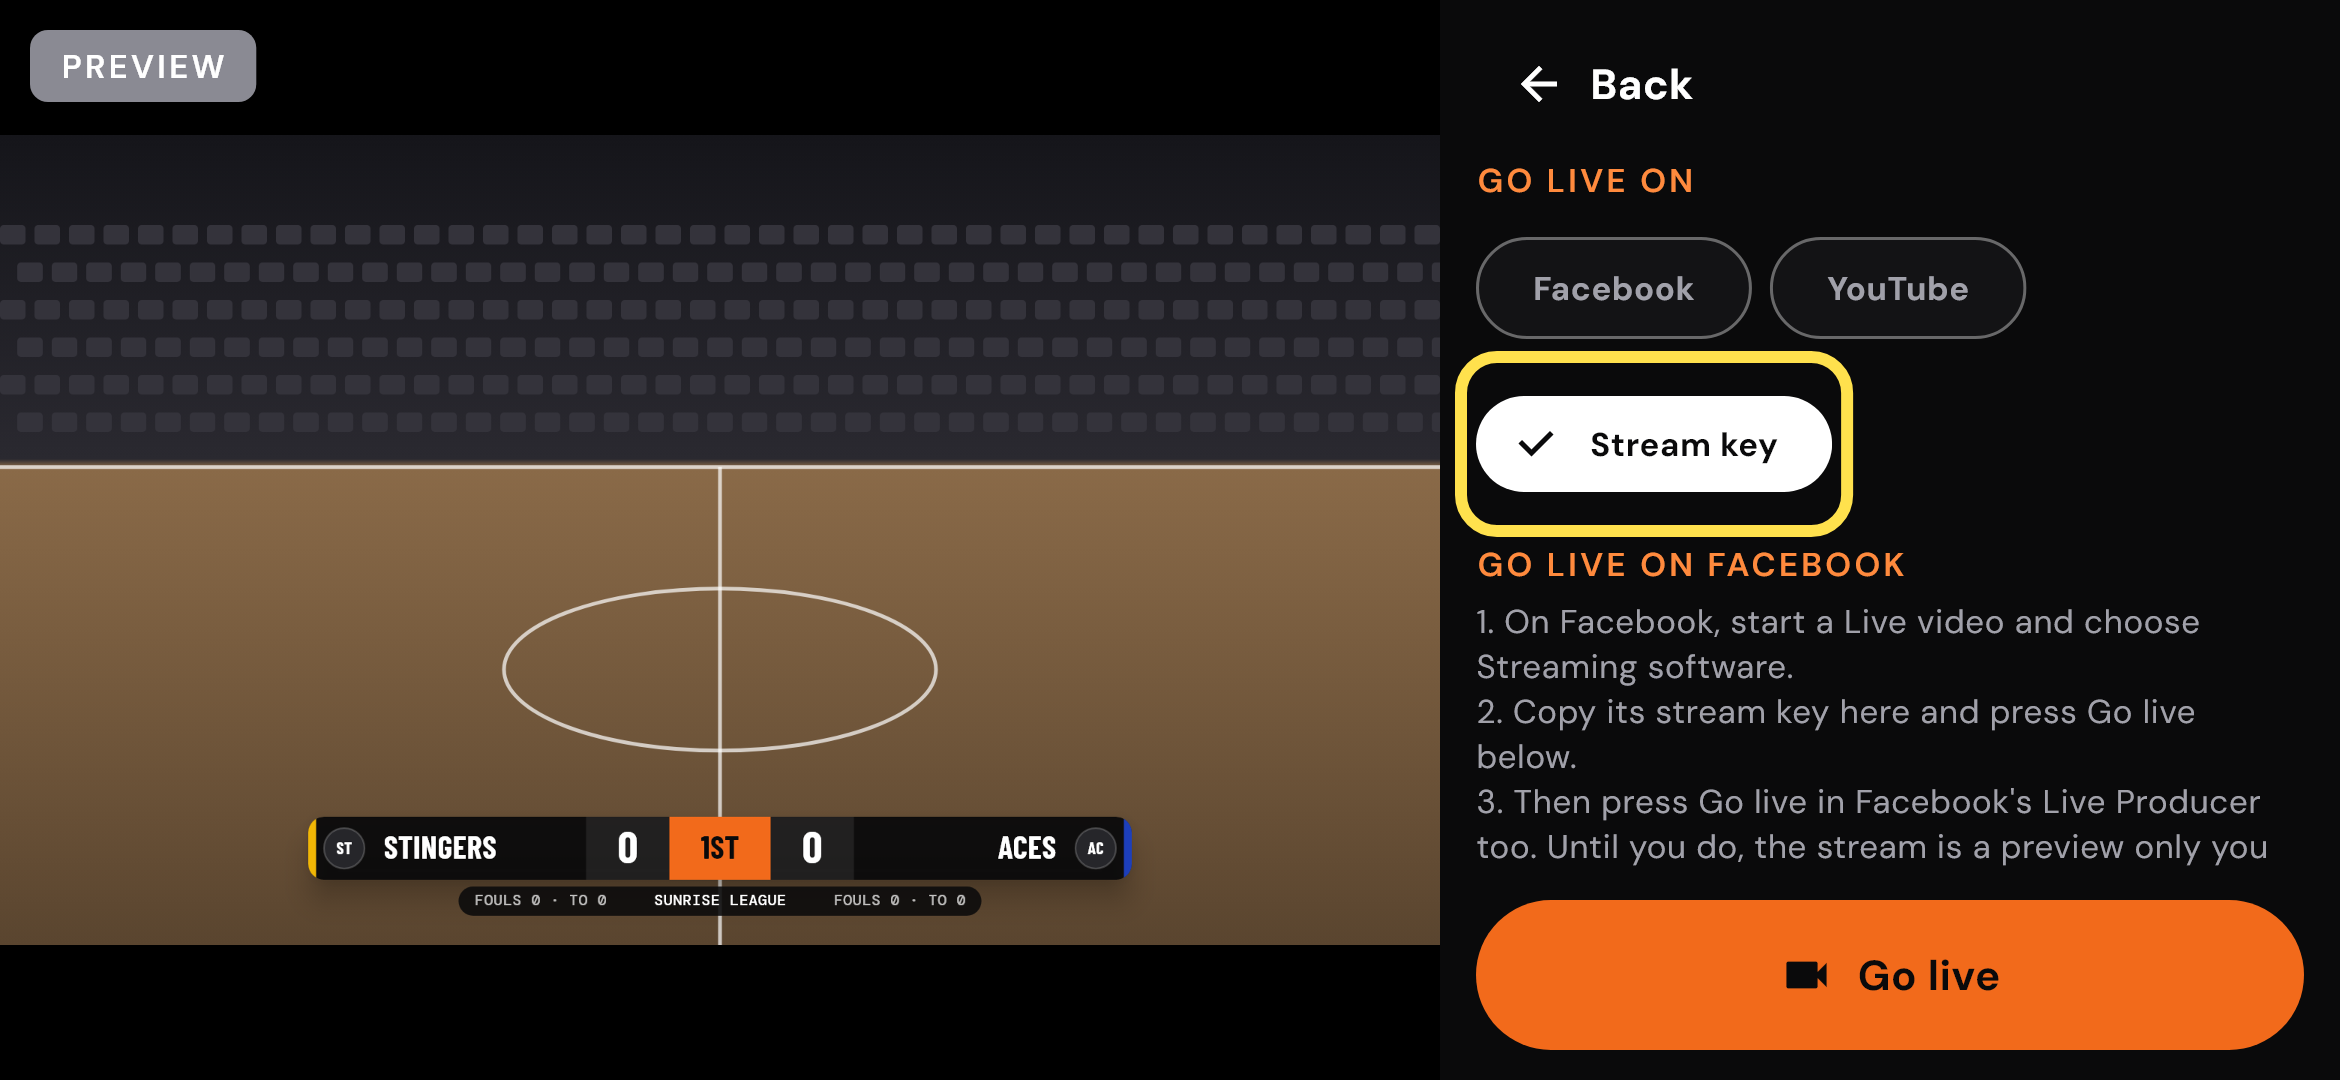 PREVIEW
Back
GO LIVE ON
Facebook
YouTube
Stream key
GO LIVE ON FACEBOOK
1. On Facebook, start a Live video and choose
Streaming software.
2. Copy its stream key here and press Go live
below.
3. Then press Go live in Facebook's Live Producer
too. Until you do, the stream is a preview only you
Go live
ST STINGERS 0 1ST 0 ACES AC
FOULS 0 · TO 0 SUNRISE LEAGUE FOULS 0 · TO 0